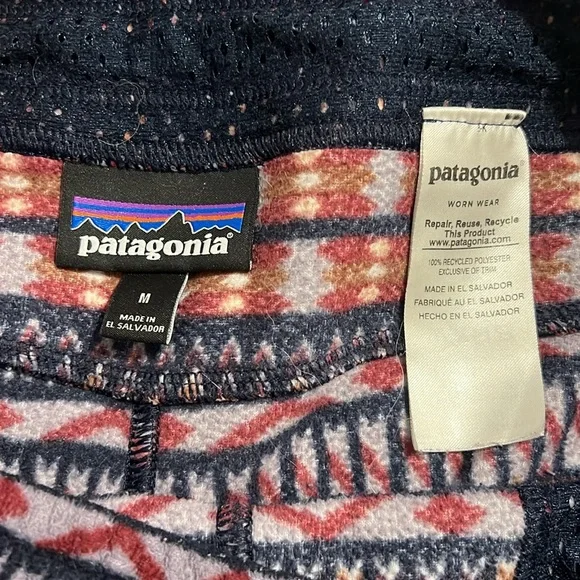 patagonia®
M
MADE IN
EL SALVADOR
SK
patagonia®
WORN WEAR
Repair, Reuse, Recycle
This Product
www.patagonia.com
100% RECYCLED POLYESTER
EXCLUSIVE OF TRIM
MADE IN EL SALVADOR
FABRIQUÉ AU EL SALVADOR
HECHO EN EL SALVADOR